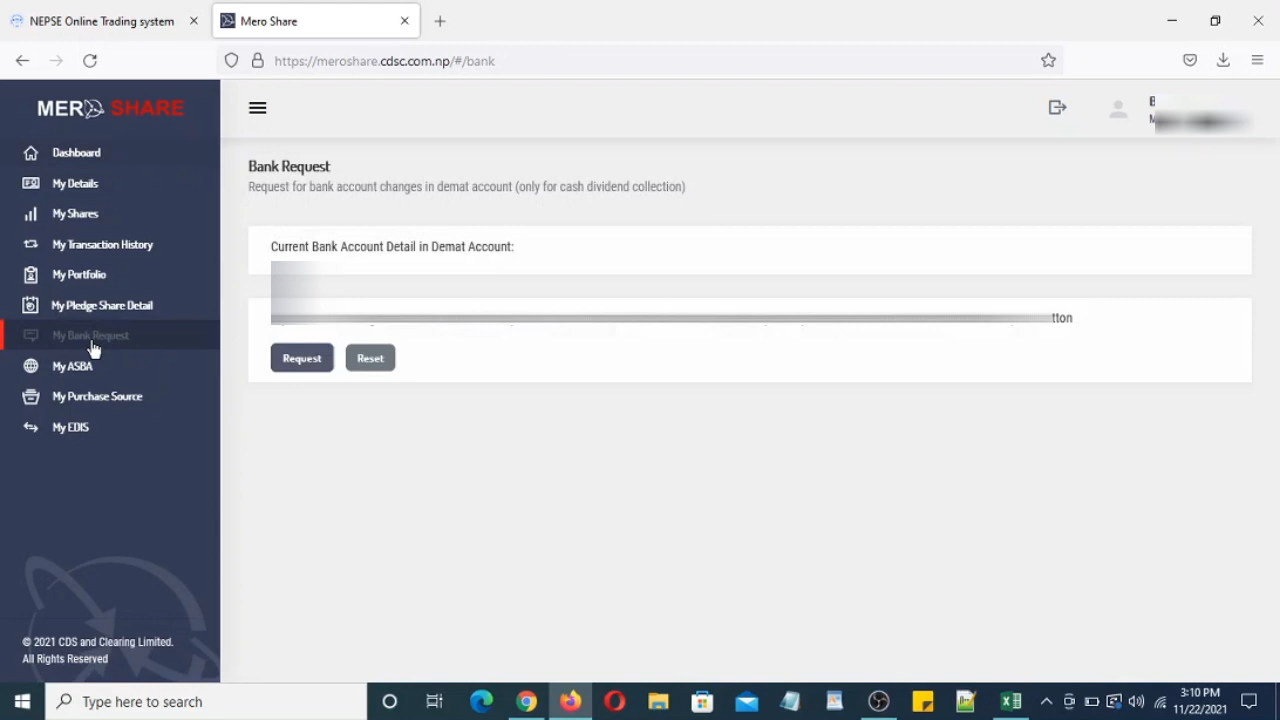 NEPSE Online Trading system
Mero Share
https://meroshare.cdsc.com.np/#/bank
MERO SHARE
Dashboard
My Details
My Shares
My Transaction History
My Portfolio
My Pledge Share Detail
My Bank Request
My ASBA
My Purchase Source
My EDIS
© 2021 CDS and Clearing Limited.
All Rights Reserved
Bank Request
Request for bank account changes in demat account (only for cash dividend collection)
Current Bank Account Detail in Demat Account:
tton
Request
Reset
Type here to search
3:10 PM
11/22/2021